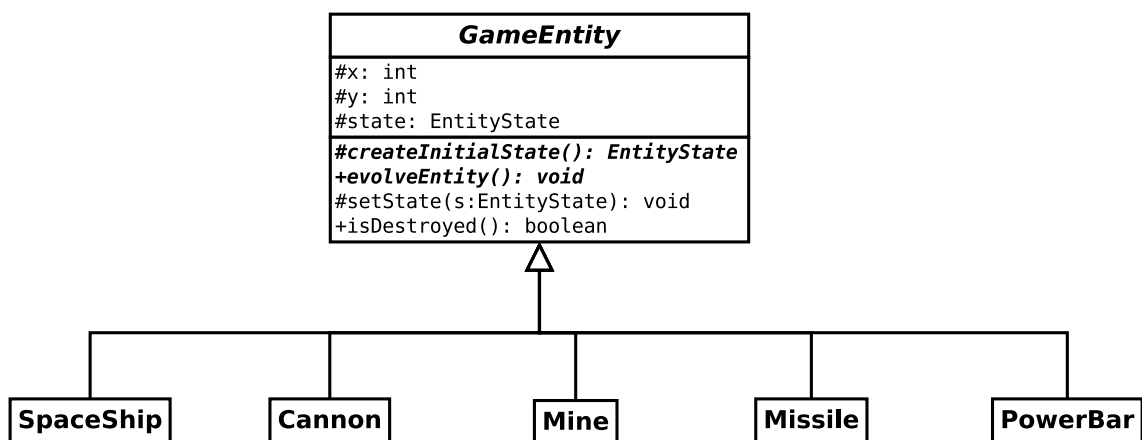 GameEntity
#x: int
#y: int
#state: EntityState
#createInitialState(): EntityState
+evolveEntity(): void
#setState(s:EntityState): void
+isDestroyed(): boolean
SpaceShip Cannon Mine Missile PowerBar